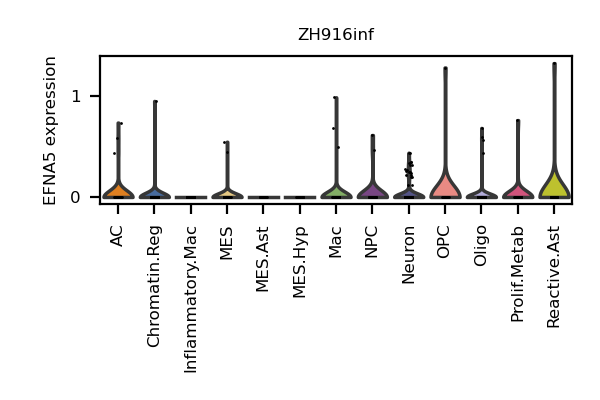 ZH916inf
EFNA5 expression
1
0
AC
Chromatin.Reg
Inflammatory.Mac
MES
MES.Ast
MES.Hyp
Mac
NPC
Neuron
OPC
Oligo
Prolif.Metab
Reactive.Ast